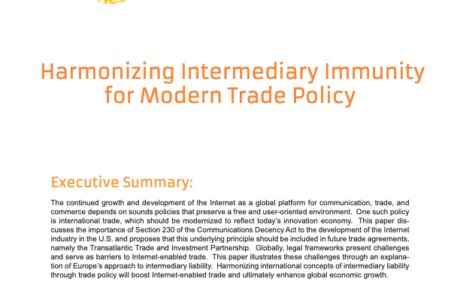 Harmonizing Intermediary Immunity
for Modern Trade Policy
Executive Summary:
The continued growth and development of the Internet as a global platform for communication, trade, and
commerce depends on sounds policies that preserve a free and user-oriented environment. One such policy
is international trade, which should be modernized to reflect today's innovation economy. This paper dis-
cusses the importance of Section 230 of the Communications Decency Act to the development of the Internet
industry in the U.S. and proposes that this underlying principle should be included in future trade agreements,
namely the Transatlantic Trade and Investment Partnership. Globally, legal frameworks present challenges
and serve as barriers to Internet-enabled trade. This paper illustrates these challenges through an explana-
tion of Europe's approach to intermediary liability. Harmonizing international concepts of intermediary liability
through trade policy will boost Internet-enabled trade and ultimately enhance global economic growth.